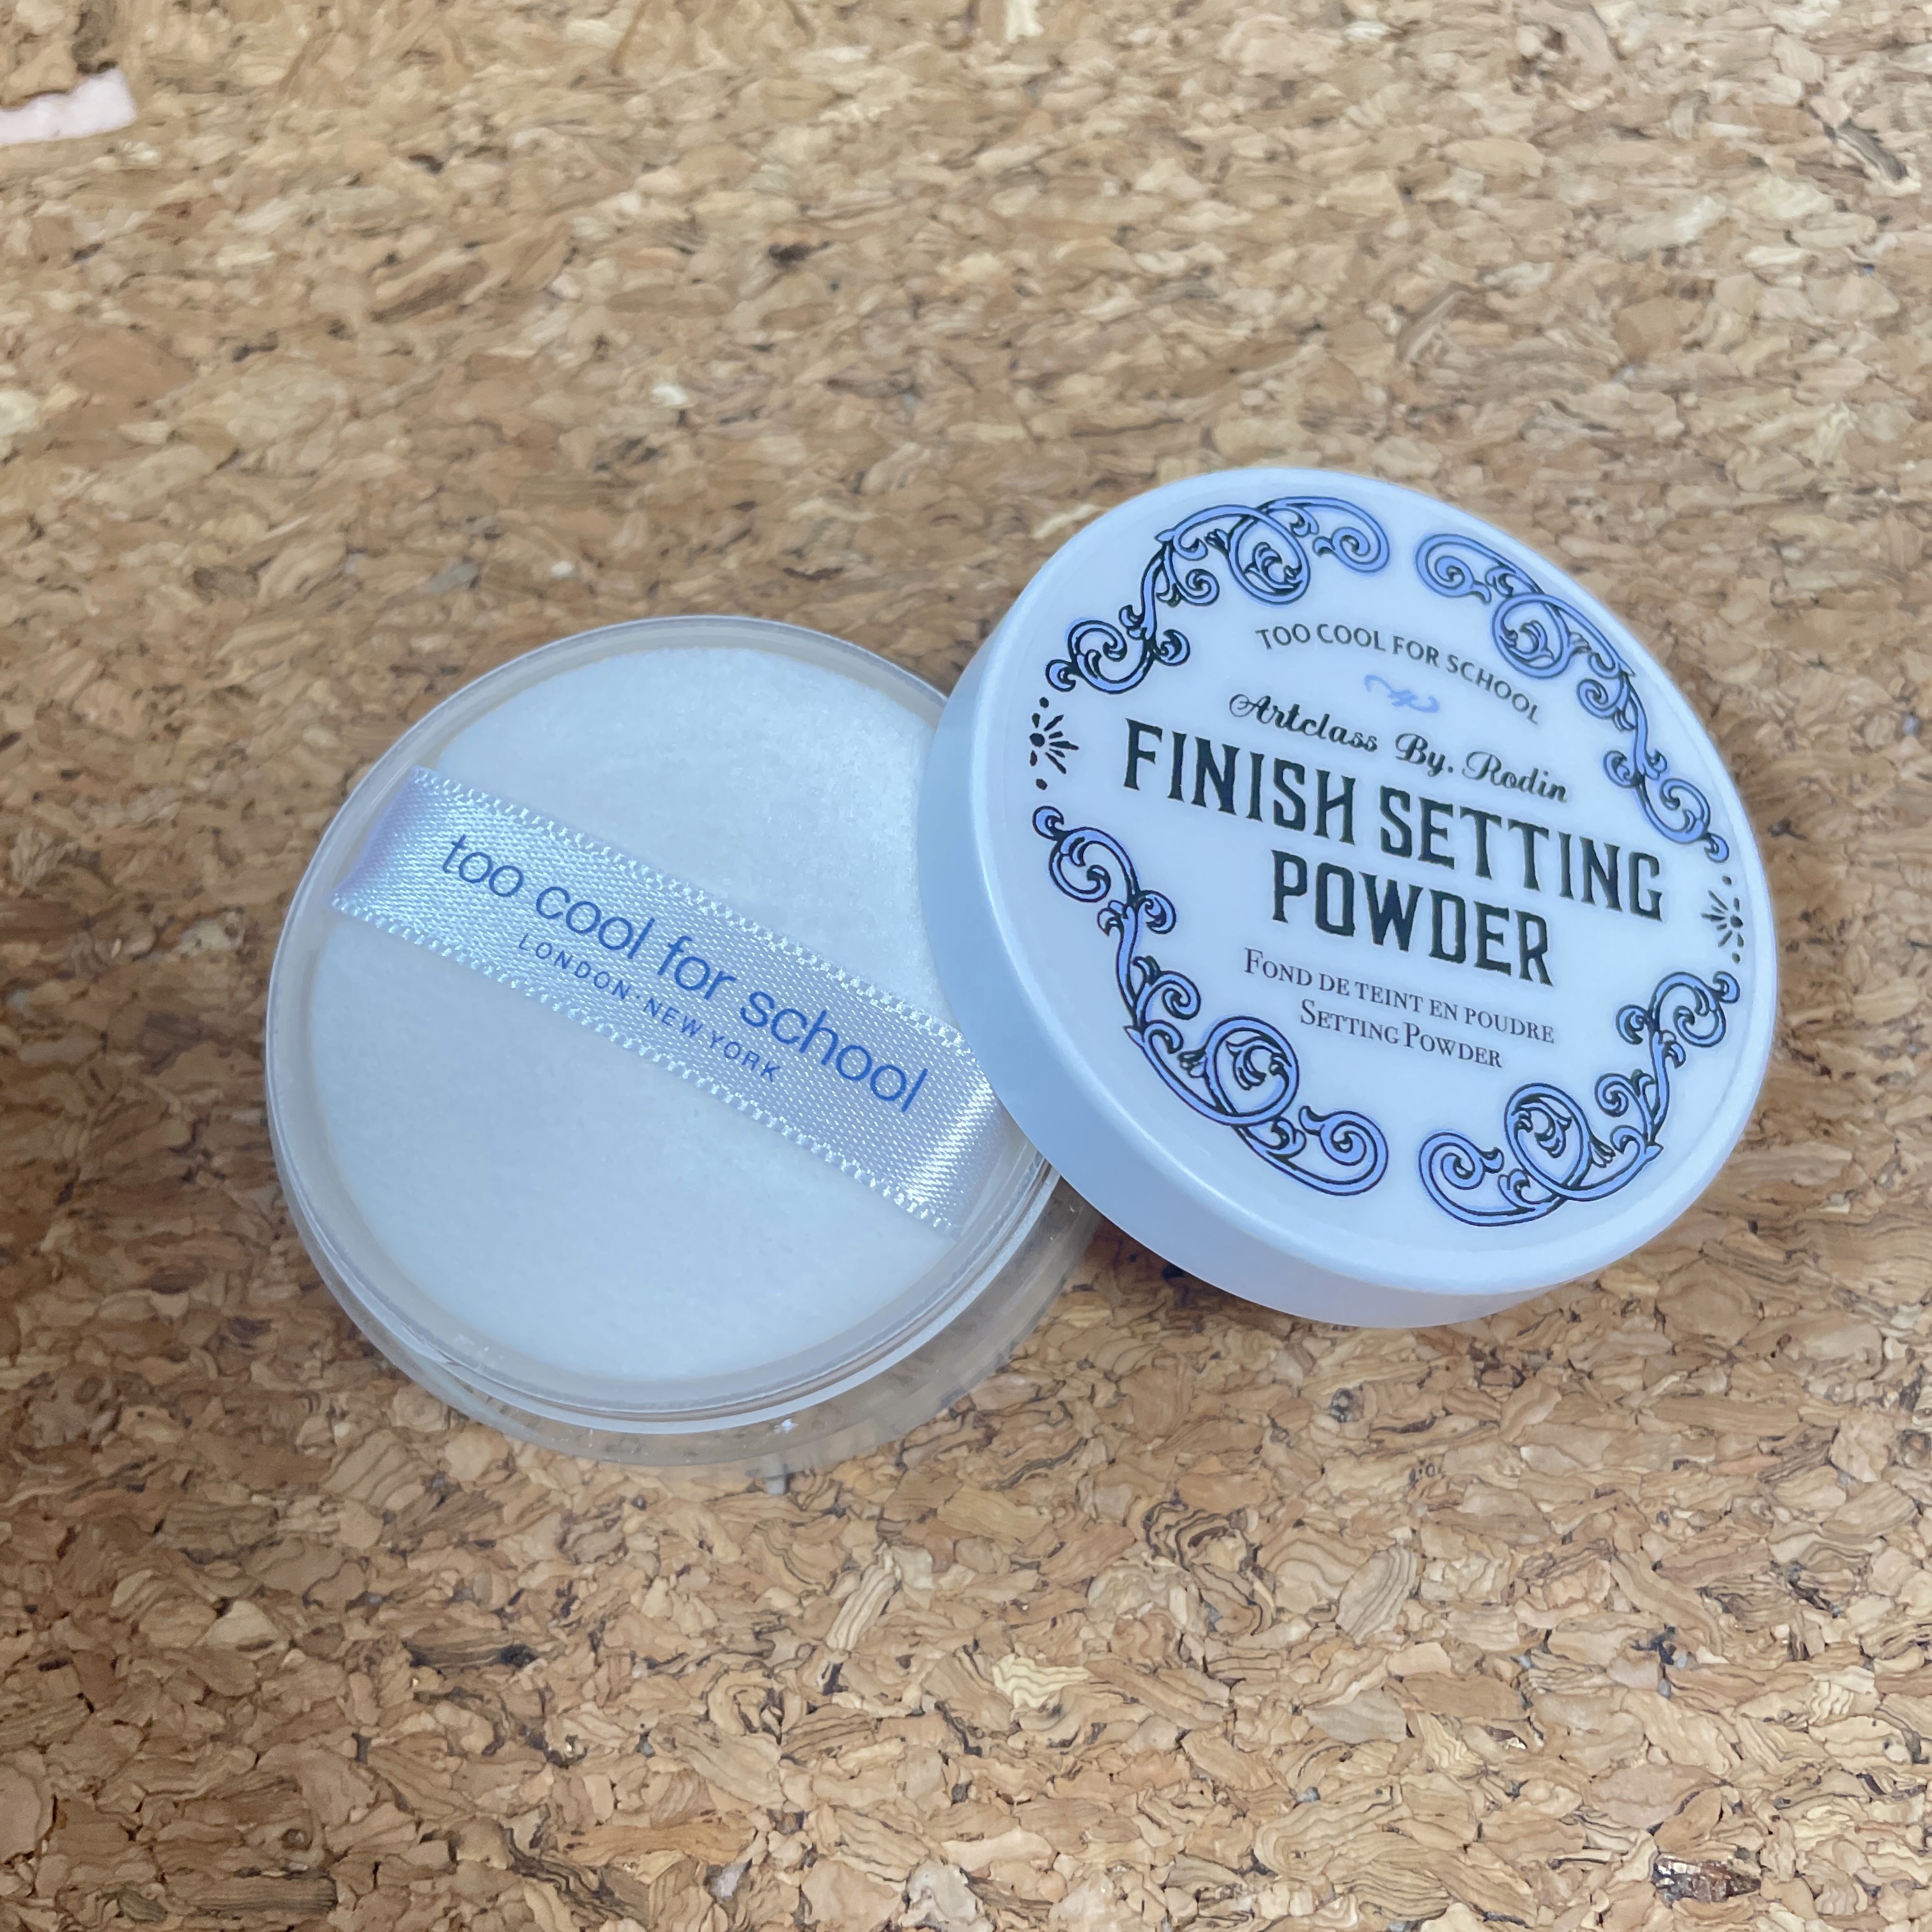 too cool for school
LONDON·NEW YORK
TOO COOL FOR SCHOOL
Artclass By. Rodin
FINISH SETTING
POWDER
FOND DE TEINT EN POUDRE
SETTING POWDER